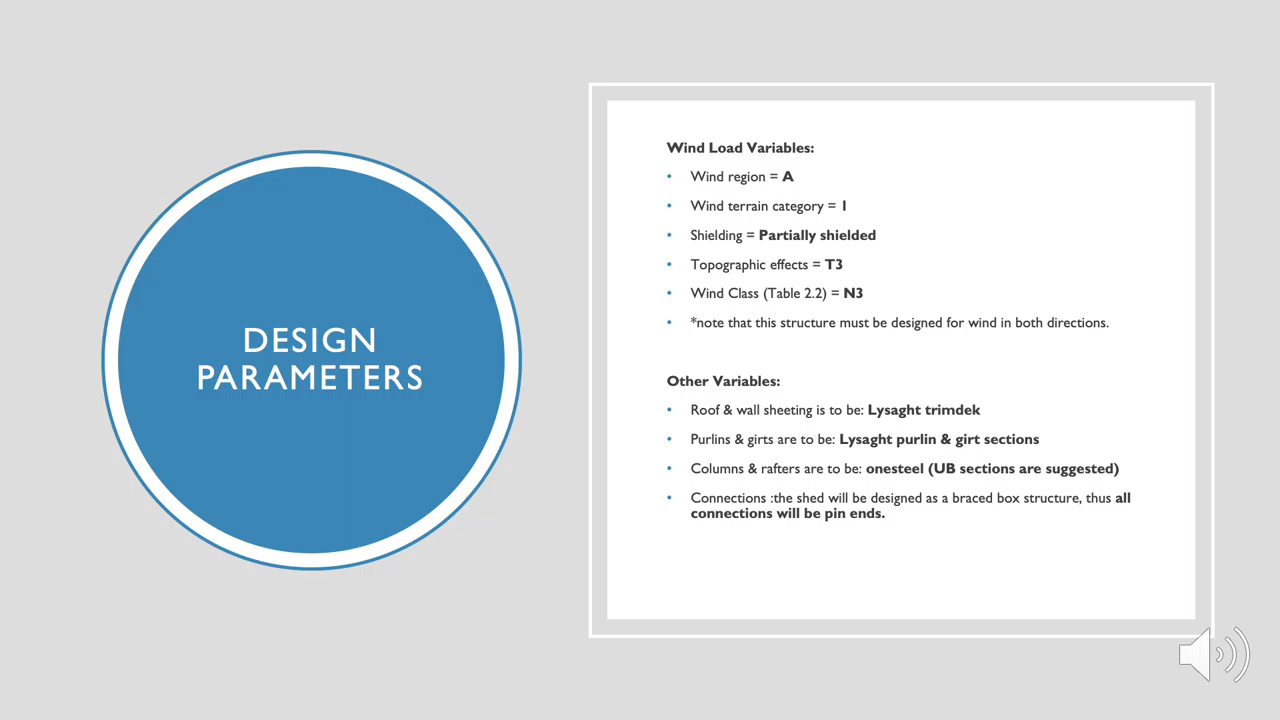 DESIGN
PARAMETERS
Wind Load Variables:
• Wind region = A
• Wind terrain category = 1
• Shielding = Partially shielded
• Topographic effects = T3
• Wind Class (Table 2.2) = N3
• *note that this structure must be designed for wind in both directions.
Other Variables:
• Roof & wall sheeting is to be: Lysaght trimdek
• Purlins & girts are to be: Lysaght purlin & girt sections
• Columns & rafters are to be: onesteel (UB sections are suggested)
• Connections :the shed will be designed as a braced box structure, thus all
connections will be pin ends.